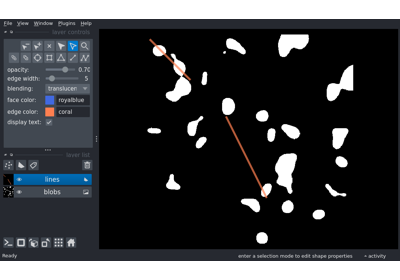 File View Window Plugins Help
layer controls
opacity: 0.70
edge width: 5
blending: translucen
face color: royalblue
edge color: coral
display text:
layer list
lines
blobs
Ready
enter a selection mode to edit shape properties
activity